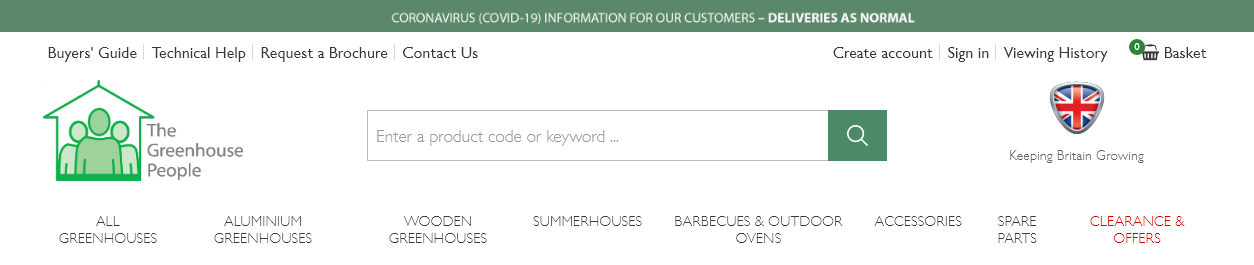 CORONAVIRUS (COVID-19) INFORMATION FOR OUR CUSTOMERS – DELIVERIES AS NORMAL
Buyers' Guide Technical Help Request a Brochure Contact Us Create account Sign in Viewing History 0 Basket
The
Greenhouse
People
Enter a product code or keyword ...
Keeping Britain Growing
ALL
GREENHOUSES
ALUMINIUM
GREENHOUSES
WOODEN
GREENHOUSES
SUMMERHOUSES
BARBECUES & OUTDOOR
OVENS
ACCESSORIES
SPARE
PARTS
CLEARANCE &
OFFERS